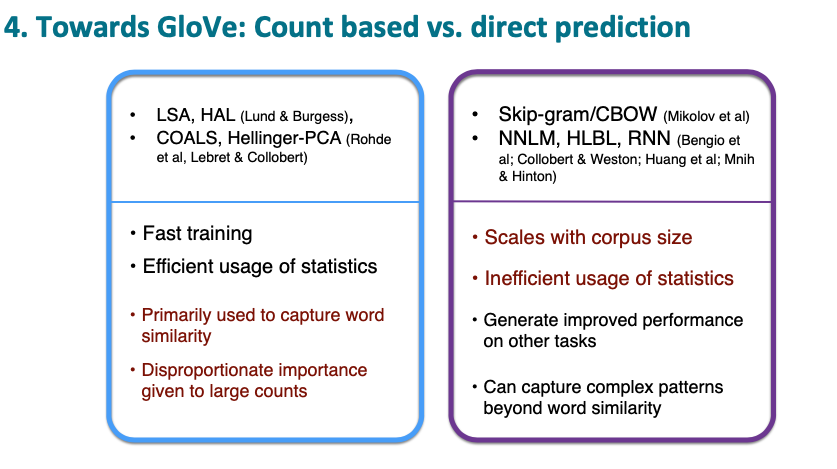 4. Towards GloVe: Count based vs. direct prediction
• LSA, HAL (Lund & Burgess),
• COALS, Hellinger-PCA (Rohde
et al, Lebret & Collobert)
• Fast training
• Efficient usage of statistics
• Primarily used to capture word
similarity
• Disproportionate importance
given to large counts
• Skip-gram/CBOW (Mikolov et al)
• NNLM, HLBL, RNN (Bengio et
al; Collobert & Weston; Huang et al; Mnih
& Hinton)
• Scales with corpus size
• Inefficient usage of statistics
• Generate improved performance
on other tasks
• Can capture complex patterns
beyond word similarity